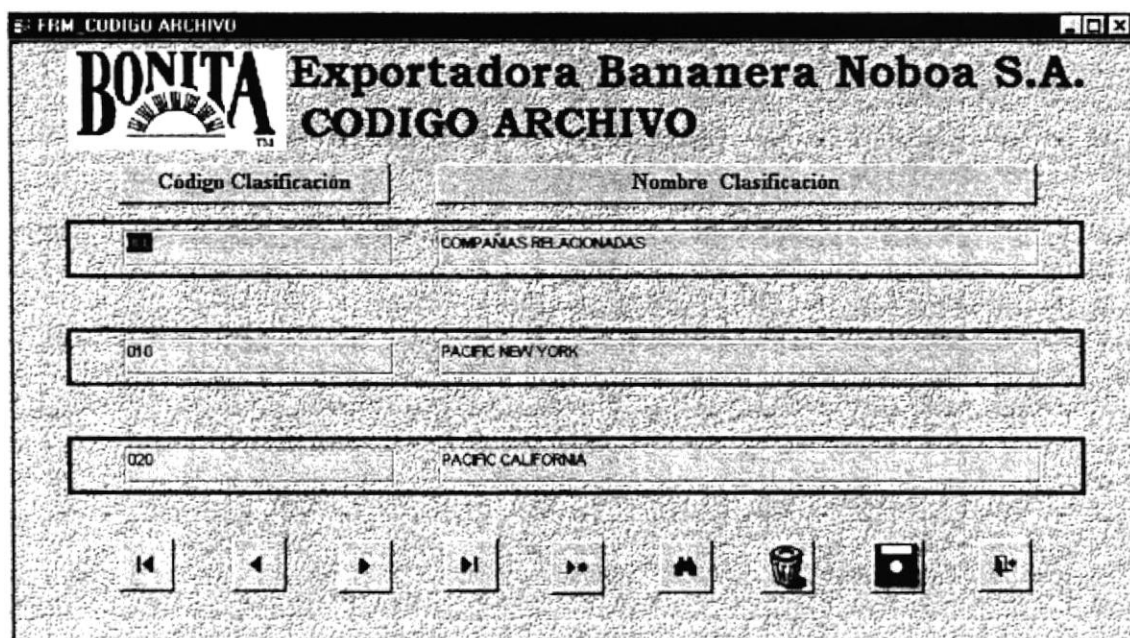 FRM_CODIGO ARCHIVO
BONITA
TM
Exportadora Bananera Noboa S.A.
CODIGO ARCHIVO
Código Clasificación
Nombre Clasificación
COMPAÑIAS RELACIONADAS
010
PACIFIC NEW YORK
020
PACIFIC CALIFORNIA